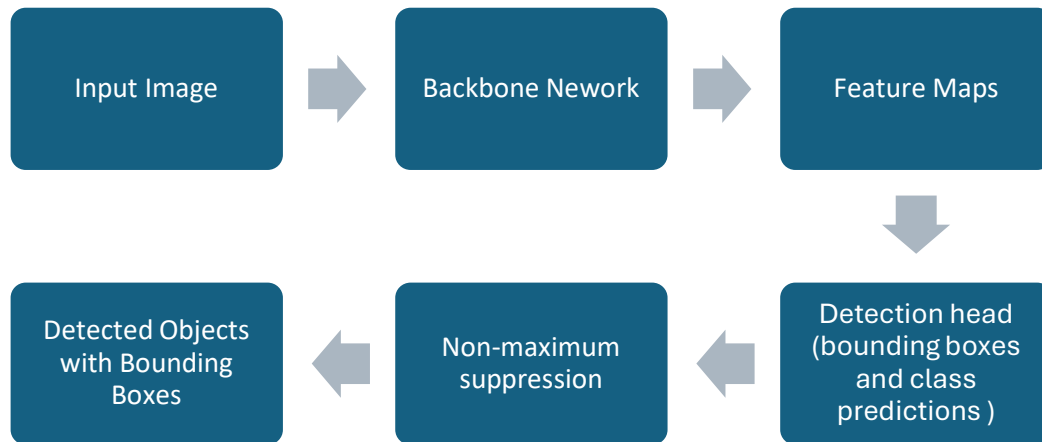 Input Image
Backbone Nework
Feature Maps
Detection head
(bounding boxes
and class
predictions )
Non-maximum
suppression
Detected Objects
with Bounding
Boxes